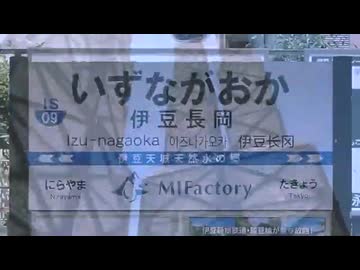 いずながおか
IS
09
伊豆長岡
Izu-nagaoka 이즈나가오카 伊豆长冈
伊豆天城天然水の郷
にらやま
Nirayama
MIFactory
たきょう
Takyo